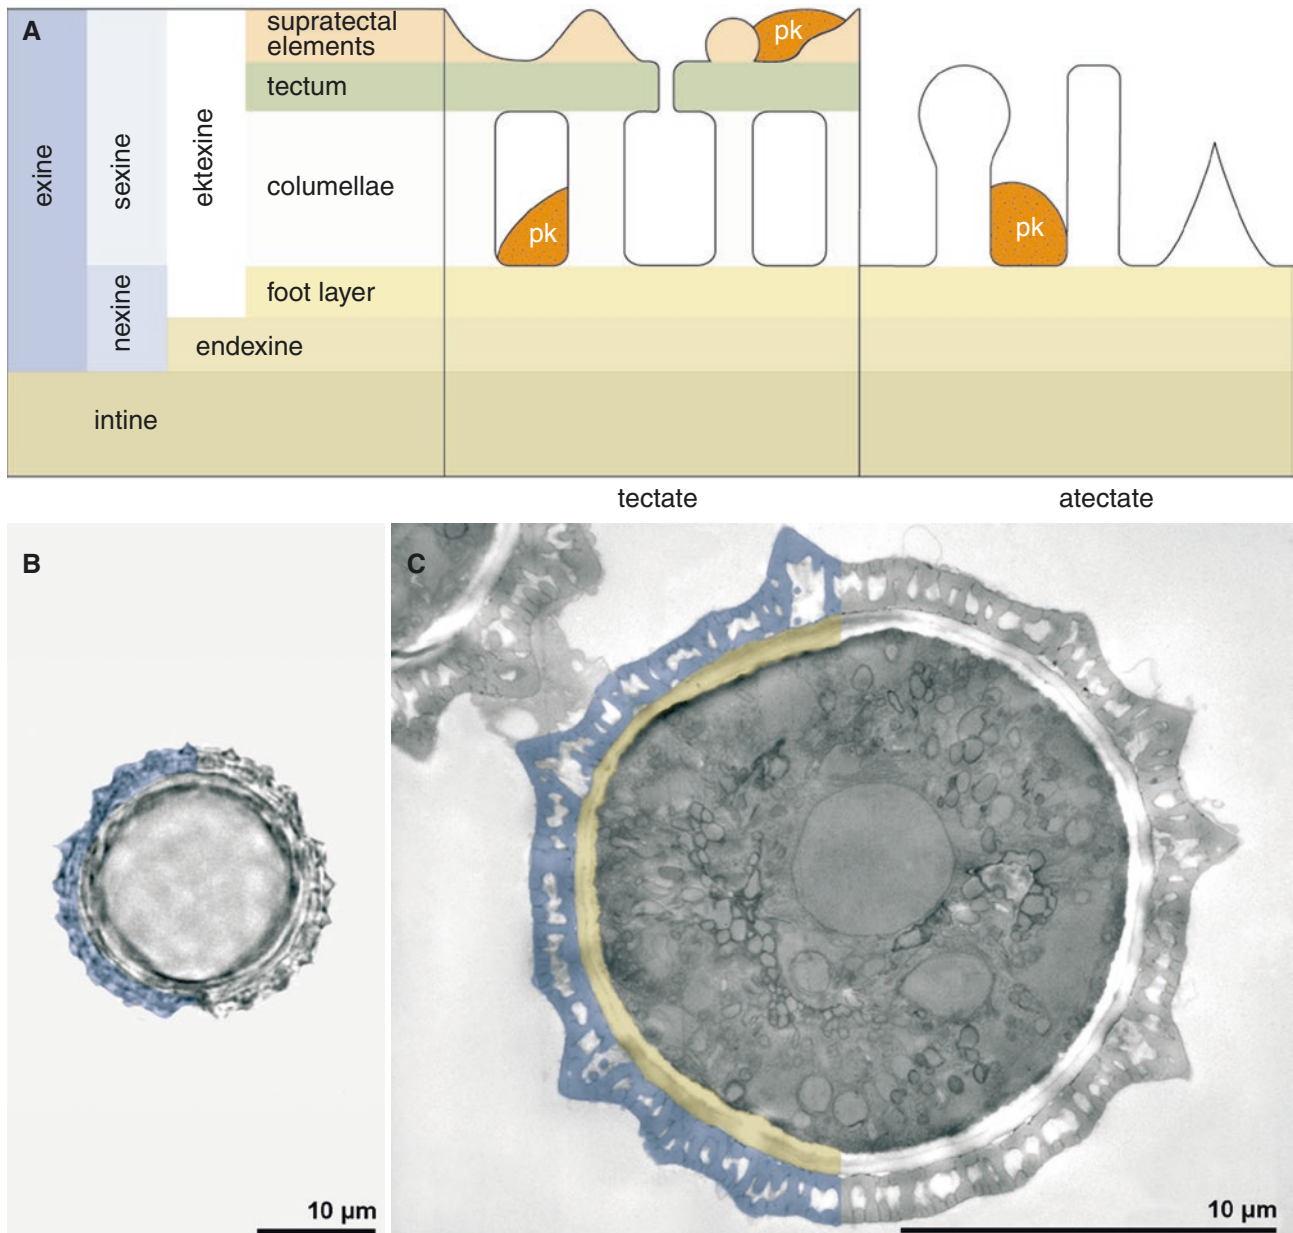 A
supratectal
elements
tectum
columellae
foot layer
endexine
intine
exine
sexine
nexine
ektexine
pk
pk
pk
tectate
atectate
B
10 µm
C
10 µm